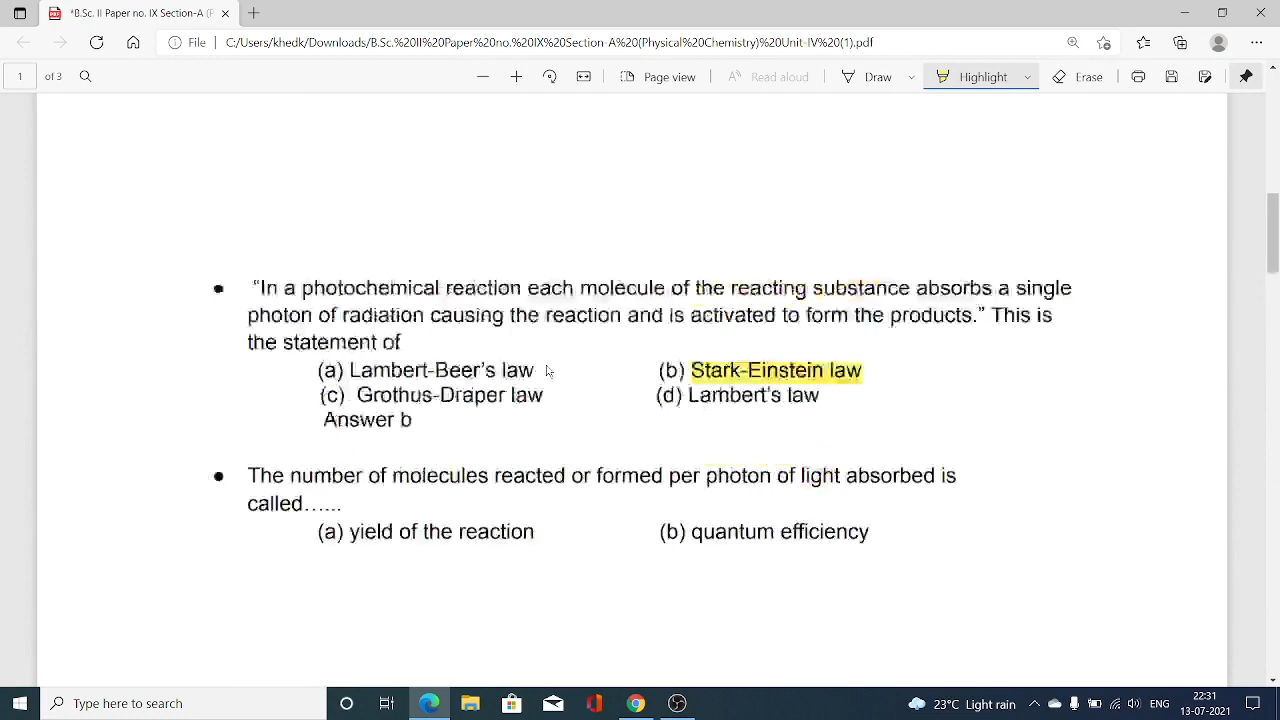 *B.Sc. II Paper no. IX Section-A (F
File
C:/Users/khedk/Downloads/B.Sc.%20II%20Paper%20no.%20IX%20Section-A%20(Physical%20Chemistry)%20Unit-IV%20(1).pdf
1 of 3
Page view
Read aloud
Draw
Highlight
Erase
● “In a photochemical reaction each molecule of the reacting substance absorbs a single
photon of radiation causing the reaction and is activated to form the products.” This is
the statement of
(a) Lambert-Beer’s law (b) Stark-Einstein law
(c) Grothus-Draper law (d) Lambert’s law
Answer b
● The number of molecules reacted or formed per photon of light absorbed is
called…...
(a) yield of the reaction (b) quantum efficiency
Type here to search
23°C Light rain
ENG
22:31
13-07-2021